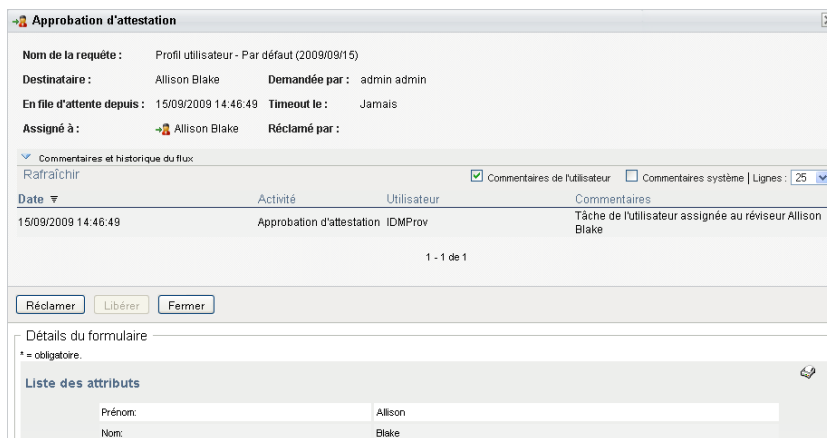 Approbation d'attestation
Nom de la requête : Profil utilisateur - Par défaut (2009/09/15)
Destinataire : Allison Blake Demandée par : admin admin
En file d'attente depuis : 15/09/2009 14:46:49 Timeout le : Jamais
Assigné à : Allison Blake Réclamé par :
Commentaires et historique du flux
Rafraîchir Commentaires de l'utilisateur Commentaires système | Lignes : 25
Date Activité Utilisateur Commentaires
15/09/2009 14:46:49 Approbation d'attestation IDMProv Tâche de l'utilisateur assignée au réviseur Allison
Blake
1 - 1 de 1
Réclamer Libérer Fermer
Détails du formulaire
* = obligatoire.
Liste des attributs
Prénom: Allison
Nom: Blake